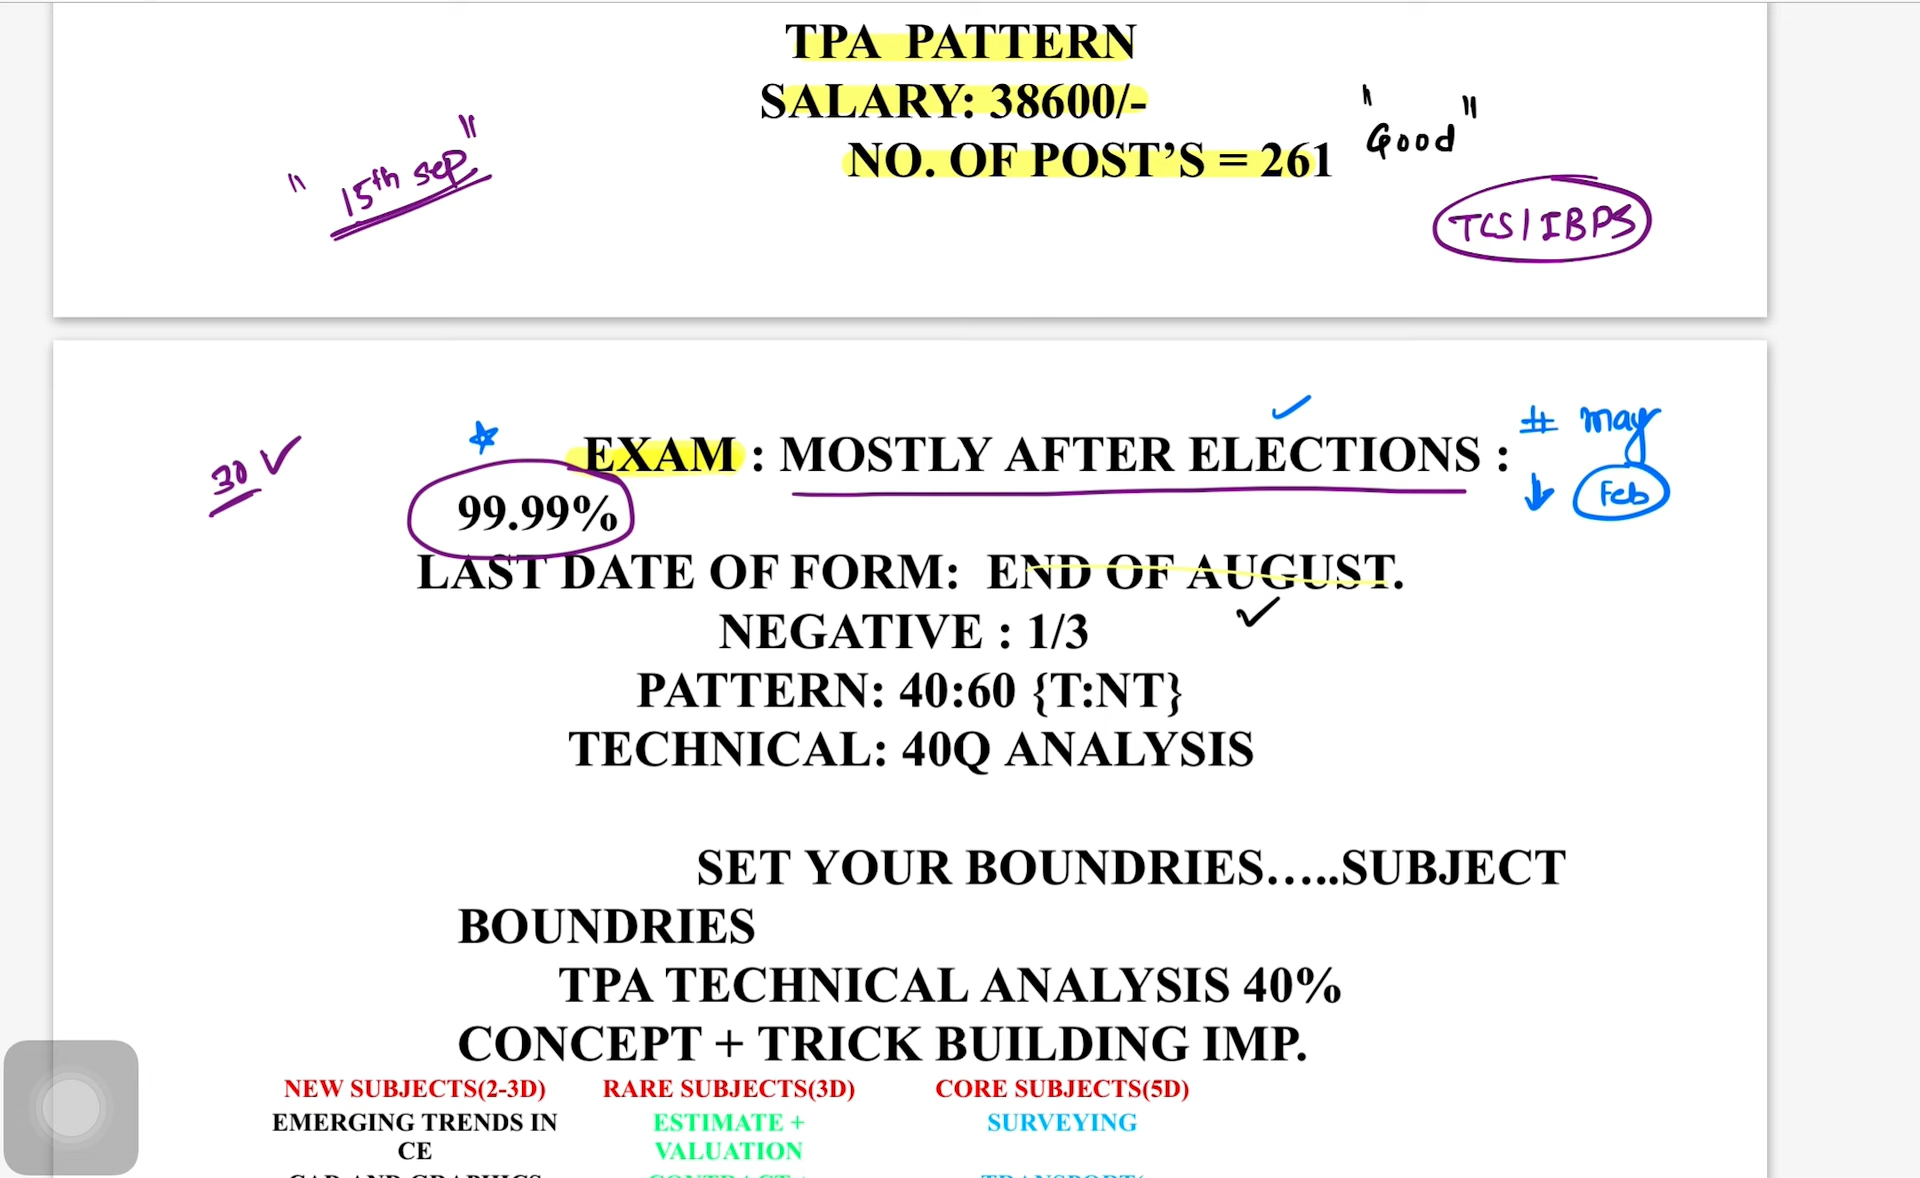 TPA PATTERN
SALARY: 38600/-
"Good"
NO. OF POST’S = 261
"15th sep"
TCS/IBPS
# may
EXAM : MOSTLY AFTER ELECTIONS :
30
Feb
99.99%
LAST DATE OF FORM: END OF AUGUST.
NEGATIVE : 1/3
PATTERN: 40:60 {T:NT}
TECHNICAL: 40Q ANALYSIS
SET YOUR BOUNDRIES…..SUBJECT
BOUNDRIES
TPA TECHNICAL ANALYSIS 40%
CONCEPT + TRICK BUILDING IMP.
NEW SUBJECTS(2-3D) RARE SUBJECTS(3D) CORE SUBJECTS(5D)
EMERGING TRENDS IN ESTIMATE + SURVEYING
CE VALUATION